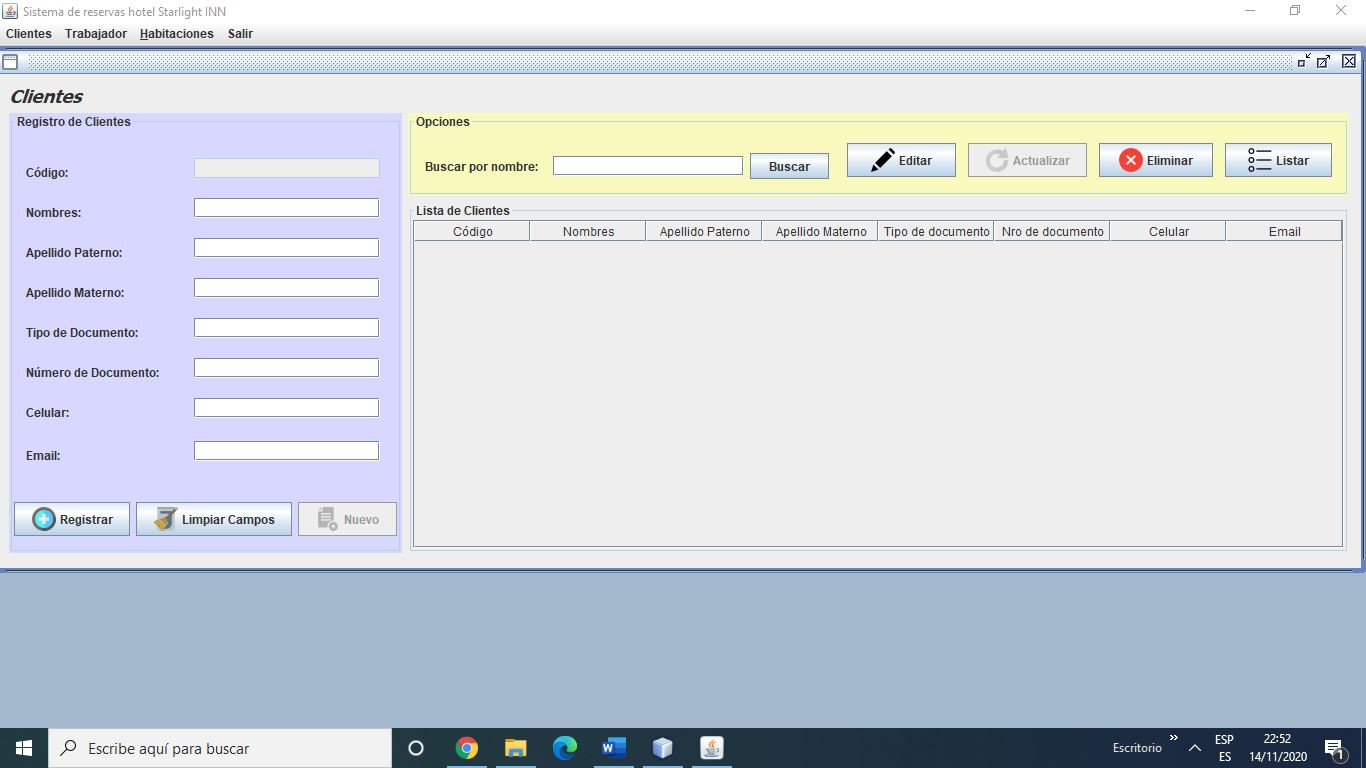 Sistema de reservas hotel Starlight INN
Clientes Trabajador Habitaciones Salir
Clientes
Registro de Clientes
Código:
Nombres:
Apellido Paterno:
Apellido Materno:
Tipo de Documento:
Número de Documento:
Celular:
Email:
Registrar Limpiar Campos Nuevo
Opciones
Buscar por nombre: Buscar Editar Actualizar Eliminar Listar
Lista de Clientes
Código Nombres Apellido Paterno Apellido Materno Tipo de documento Nro de documento Celular Email
Escribe aquí para buscar
Escritorio
ESP
ES
22:52
14/11/2020
1